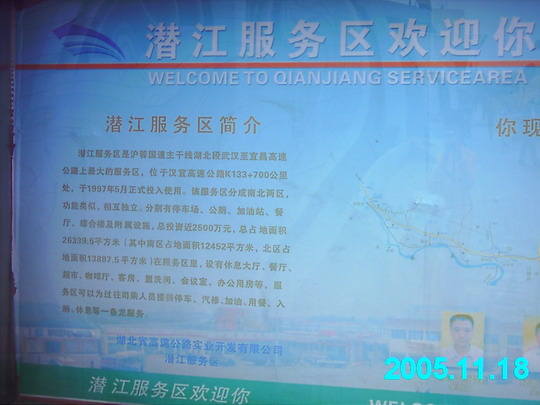 潜江服务区欢迎你
WELCOME TO QIANJIANG SERVICEAREA
潜江服务区简介
你现
潜江服务区是沪蓉国道主干线湖北段武汉至宜昌高速
公路上最大的服务区，位于汉宜高速公路K133+700公里
处，于1997年5月正式投入使用。该服务区分成南北两区，
功能类似，相互独立。分别有停车场、公厕、加油站、餐
厅、综合楼及附属设施，总投资近2500万元，总占地面积
26339.5平方米（其中南区占地面积12452平方米，北区占
地面积13887.5平方米）在服务区里，设有休息大厅、餐厅、
超市、咖啡厅、客房、盥洗间、会议室、办公用房等，服
务区可以为过往司乘人员提供停车、汽修、加油、用餐、入
厕、休息等一条龙服务。
湖北省高速公路实业开发有限公司
潜江服务区
2005.11.18
潜江服务区欢迎你
WELCOME